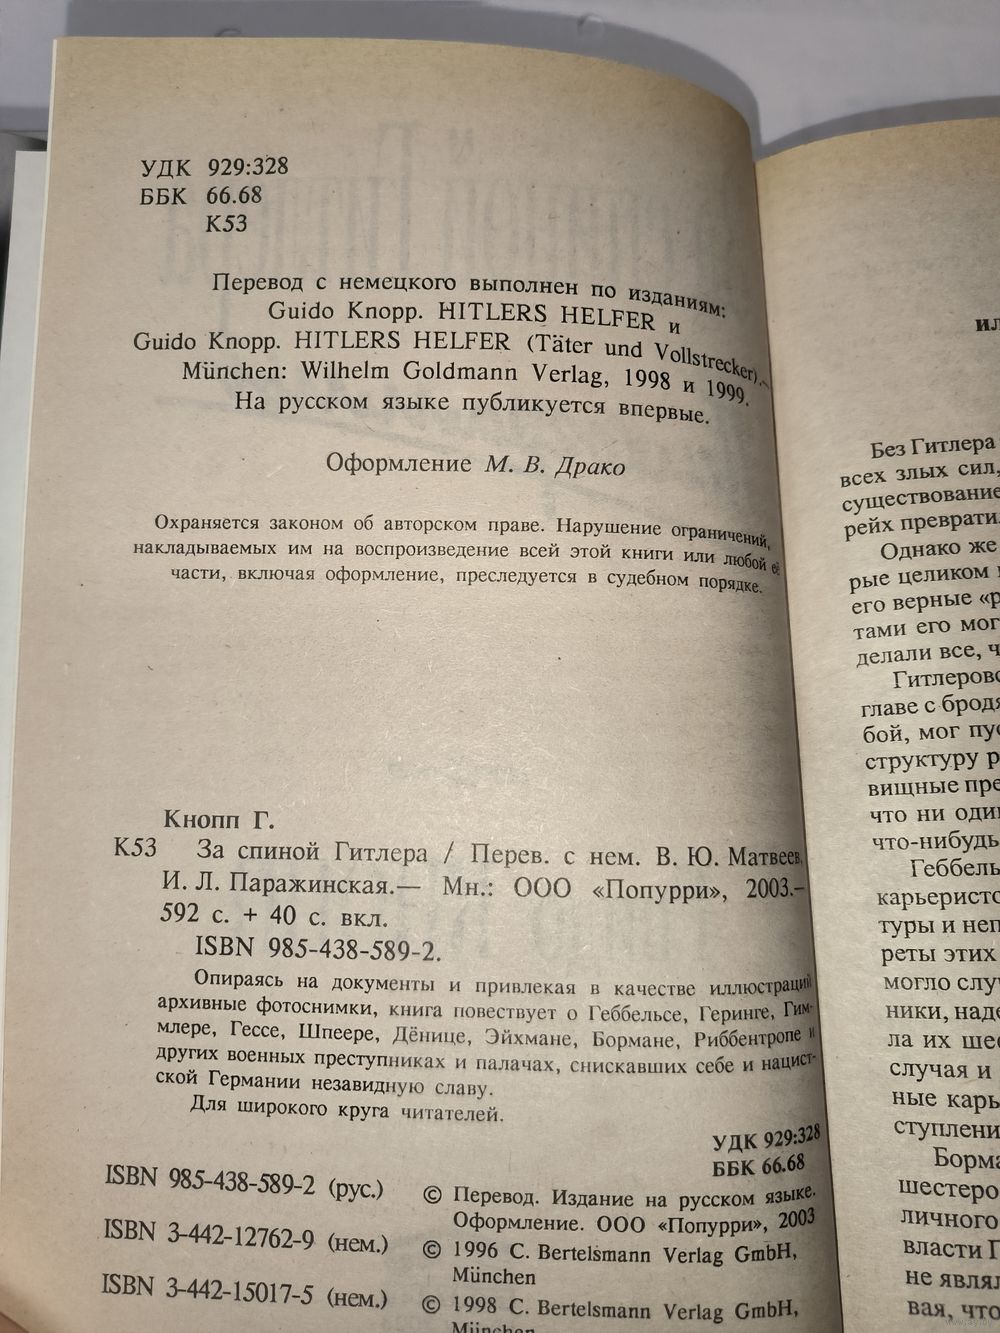 УДК 929:328
ББК 66.68
К53
Перевод с немецкого выполнен по изданиям:
Guido Knopp. HITLERS HELFER и
Guido Knopp. HITLERS HELFER (Täter und Vollstrecker).
München: Wilhelm Goldmann Verlag, 1998 и 1999.
На русском языке публикуется впервые.
Оформление М. В. Драко
Охраняется законом об авторском праве. Нарушение ограничений,
накладываемых им на воспроизведение всей этой книги или любой её
части, включая оформление, преследуется в судебном порядке.
Кнопп Г.
К53 За спиной Гитлера / Перев. с нем. В. Ю. Матвеев,
И. Л. Паражинская.— Мн.: ООО «Попурри», 2003.—
592 с. + 40 с. вкл.
ISBN 985-438-589-2.
Опираясь на документы и привлекая в качестве иллюстраций
архивные фотоснимки, книга повествует о Геббельсе, Геринге, Гим-
млере, Гессе, Шпеере, Дёнице, Эйхмане, Бормане, Риббентропе и
других военных преступниках и палачах, снискавших себе и нацист-
ской Германии незавидную славу.
Для широкого круга читателей.
УДК 929:328
ББК 66.68
ISBN 985-438-589-2 (рус.)
ISBN 3-442-12762-9 (нем.)
ISBN 3-442-15017-5 (нем.)
© Перевод. Издание на русском языке.
Оформление. ООО «Попурри», 2003
© 1996 C. Bertelsmann Verlag GmbH,
München
© 1998 C. Bertelsmann Verlag GmbH,
München
Без Гитлера
всех злых сил,
существование
рейх преврати
Однако же
рые целиком
его верные «р
тами его мог
делали все, ч
Гитлеровс
главе с бродя
бой, мог пус
структуру р
вищные пре
что ни один
что-нибудь
Геббель
карьеристо
туры и неп
реты этих
могло слу
ники, наде
ла их ше
случая и
ные карь
ступлени
Борма
шестеро
личного
власти Г
не являл
вая, что